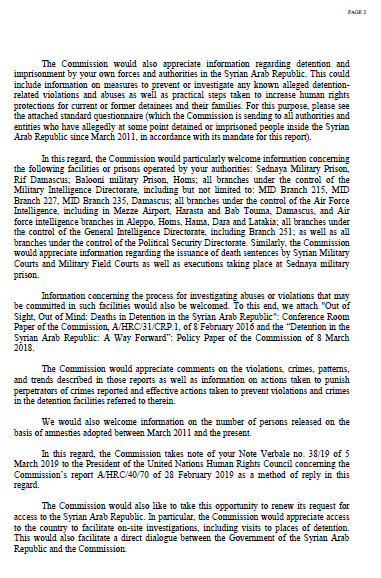 PAGE 2
The Commission would also appreciate information regarding detention and
imprisonment by your own forces and authorities in the Syrian Arab Republic. This could
include information on measures to prevent or investigate any known alleged detention-
related violations and abuses as well as practical steps taken to increase human rights
protections for current or former detainees and their families. For this purpose, please see
the attached standard questionnaire (which the Commission is sending to all authorities and
entities who have allegedly at some point detained or imprisoned people inside the Syrian
Arab Republic since March 2011, in accordance with its mandate for this report).
In this regard, the Commission would particularly welcome information concerning
the following facilities or prisons operated by your authorities: Sednaya Military Prison,
Rif Damascus; Balooni military Prison, Homs; all branches under the control of the
Military Intelligence Directorate, including but not limited to: MID Branch 215, MID
Branch 227, MID Branch 235, Damascus; all branches under the control of the Air Force
Intelligence, including in Mezze Airport, Harasta and Bab Touma, Damascus, and Air
force intelligence branches in Aleppo, Homs, Hama, Dara and Latakia; all branches under
the control of the General Intelligence Directorate, including Branch 251; as well as all
branches under the control of the Political Security Directorate. Similarly, the Commission
would appreciate information regarding the issuance of death sentences by Syrian Military
Courts and Military Field Courts as well as executions taking place at Sednaya military
prison.
Information concerning the process for investigating abuses or violations that may
be committed in such facilities would also be welcomed. To this end, we attach "Out of
Sight, Out of Mind: Deaths in Detention in the Syrian Arab Republic": Conference Room
Paper of the Commission, A/HRC/31/CRP.1, of 8 February 2016 and the “Detention in the
Syrian Arab Republic: A Way Forward”: Policy Paper of the Commission of 8 March
2018.
The Commission would appreciate comments on the violations, crimes, patterns,
and trends described in those reports as well as information on actions taken to punish
perpetrators of crimes reported and effective actions taken to prevent violations and crimes
in the detention facilities referred to therein.
We would also welcome information on the number of persons released on the
basis of amnesties adopted between March 2011 and the present.
In this regard, the Commission takes note of your Note Verbale no. 38/19 of 5
March 2019 to the President of the United Nations Human Rights Council concerning the
Commission’s report A/HRC/40/70 of 28 February 2019 as a method of reply in this
regard.
The Commission would also like to take this opportunity to renew its request for
access to the Syrian Arab Republic. In particular, the Commission would appreciate access
to the country to facilitate on-site investigations, including visits to places of detention.
This would also facilitate a direct dialogue between the Government of the Syrian Arab
Republic and the Commission.